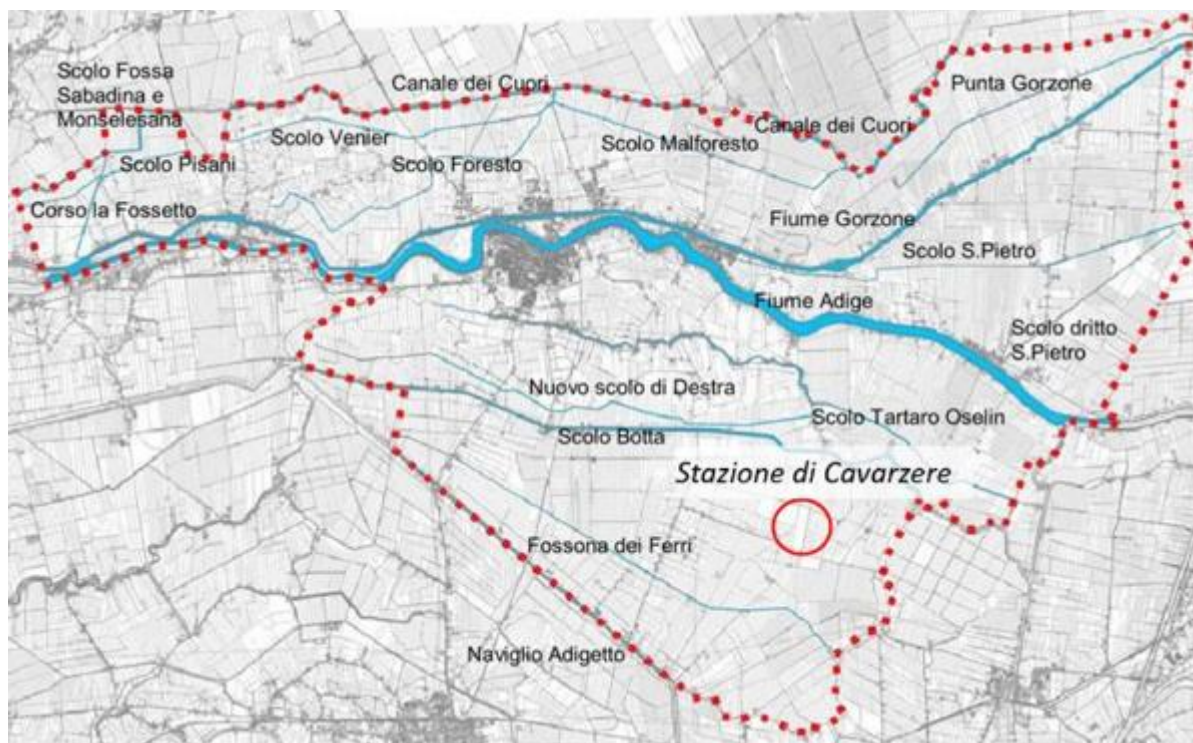 Scolo Fossa
Sabadina e
Monselesana
Canale dei Cuori
Punta Gorzone
Scolo Venier
Scolo Malforesto
Canale dei Cuori
Scolo Pisani
Scolo Foresto
Corso la Fossetto
Fiume Gorzone
Scolo S.Pietro
Fiume Adige
Scolo dritto
S.Pietro
Nuovo scolo di Destra
Scolo Tartaro Oselin
Scolo Botta
Stazione di Cavarzere
Fossona dei Ferri
Naviglio Adigetto